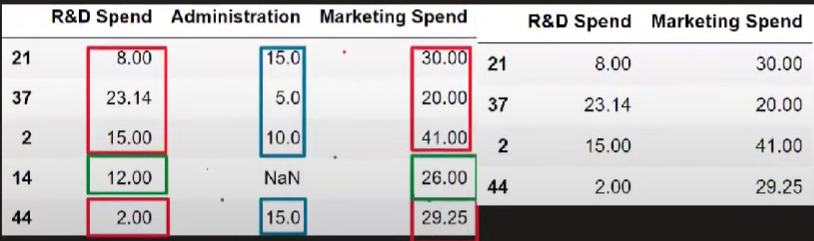 R&D Spend Administration Marketing Spend
21 8.00 15.0 30.00
37 23.14 5.0 20.00
2 15.00 10.0 41.00
14 12.00 NaN 26.00
44 2.00 15.0 29.25
R&D Spend Marketing Spend
21 8.00 30.00
37 23.14 20.00
2 15.00 41.00
44 2.00 29.25